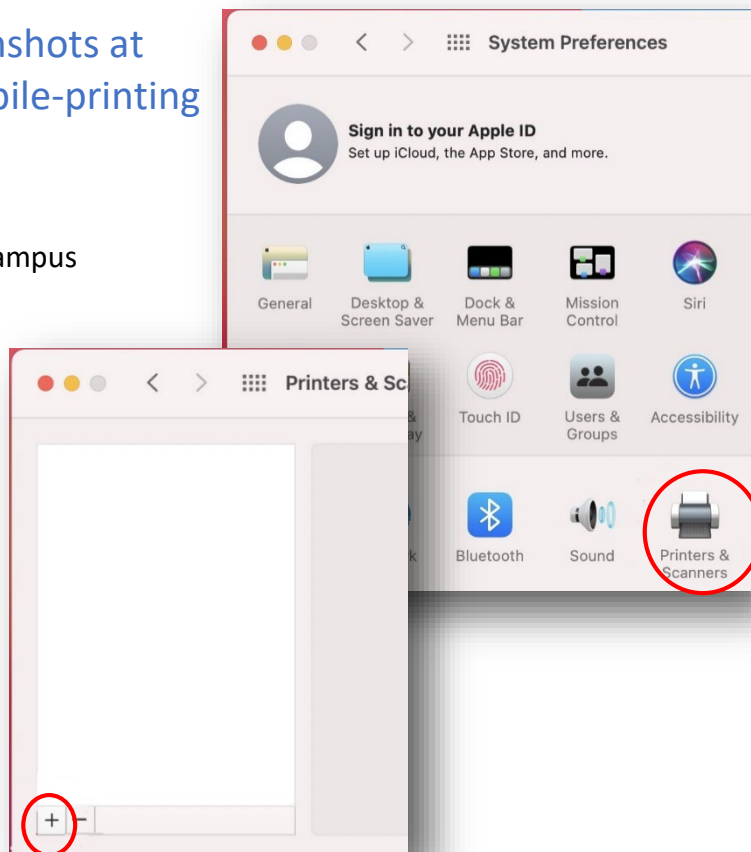 nshots at
bile-printing
ampus
System Preferences
Sign in to your Apple ID
Set up iCloud, the App Store, and more.
General
Desktop &
Screen Saver
Dock &
Menu Bar
Mission
Control
Siri
&
ay
Touch ID
Users &
Groups
Accessibility
k
Bluetooth
Sound
Printers &
Scanners
Printers & Sc
+ −